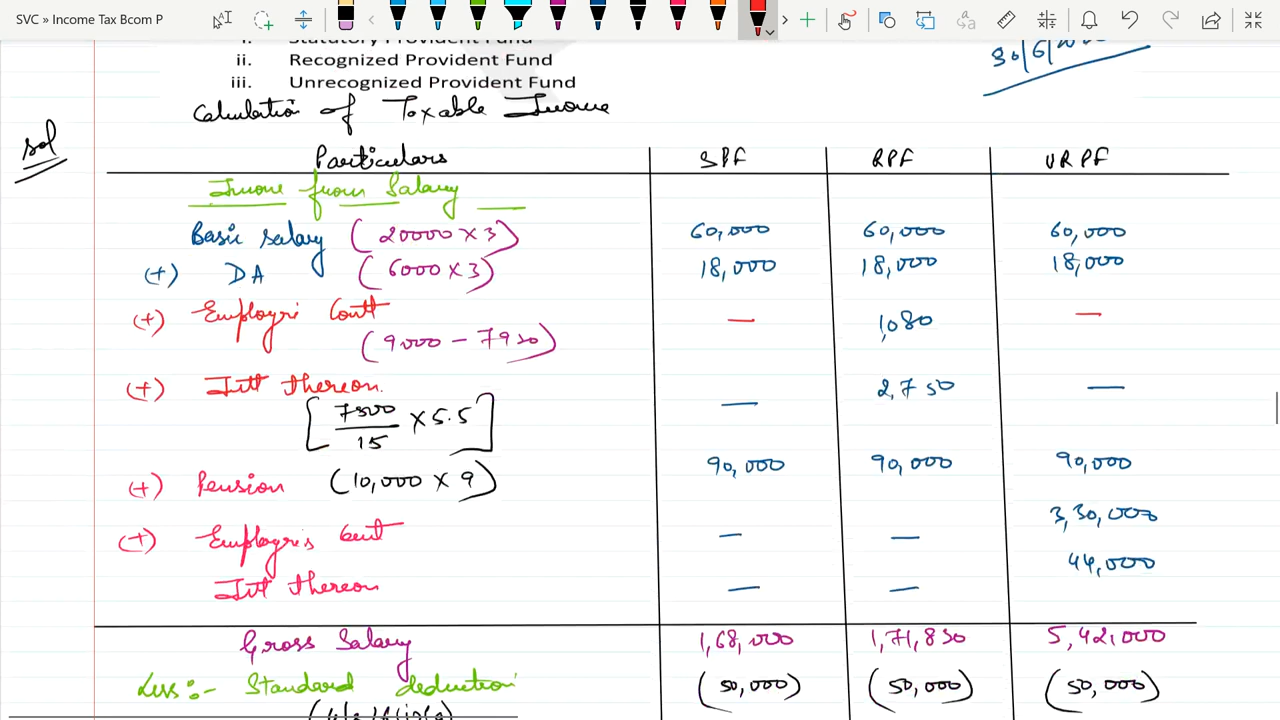 SVC » Income Tax Bcom P
i. Statutory Provident Fund
ii. Recognized Provident Fund
iii. Unrecognized Provident Fund
Calculation of Taxable Income
Sol
Particulars SPF RPF URPF
Income from Salary
Basic salary (20000 × 3) 60,000 60,000 60,000
(+) DA (6000 × 3) 18,000 18,000 18,000
(+) Employer's Contt — 1,080 —
(9000 - 7920)
(+) Intt thereon. — 2,750 —
[7500/15 × 5.5]
(+) Pension (10,000 × 9) 90,000 90,000 90,000
(+) Employer's Cont — — 3,30,000
Intt thereon — — 44,000
Gross Salary 1,68,000 1,71,830 5,42,000
Less:- Standard deduction (50,000) (50,000) (50,000)